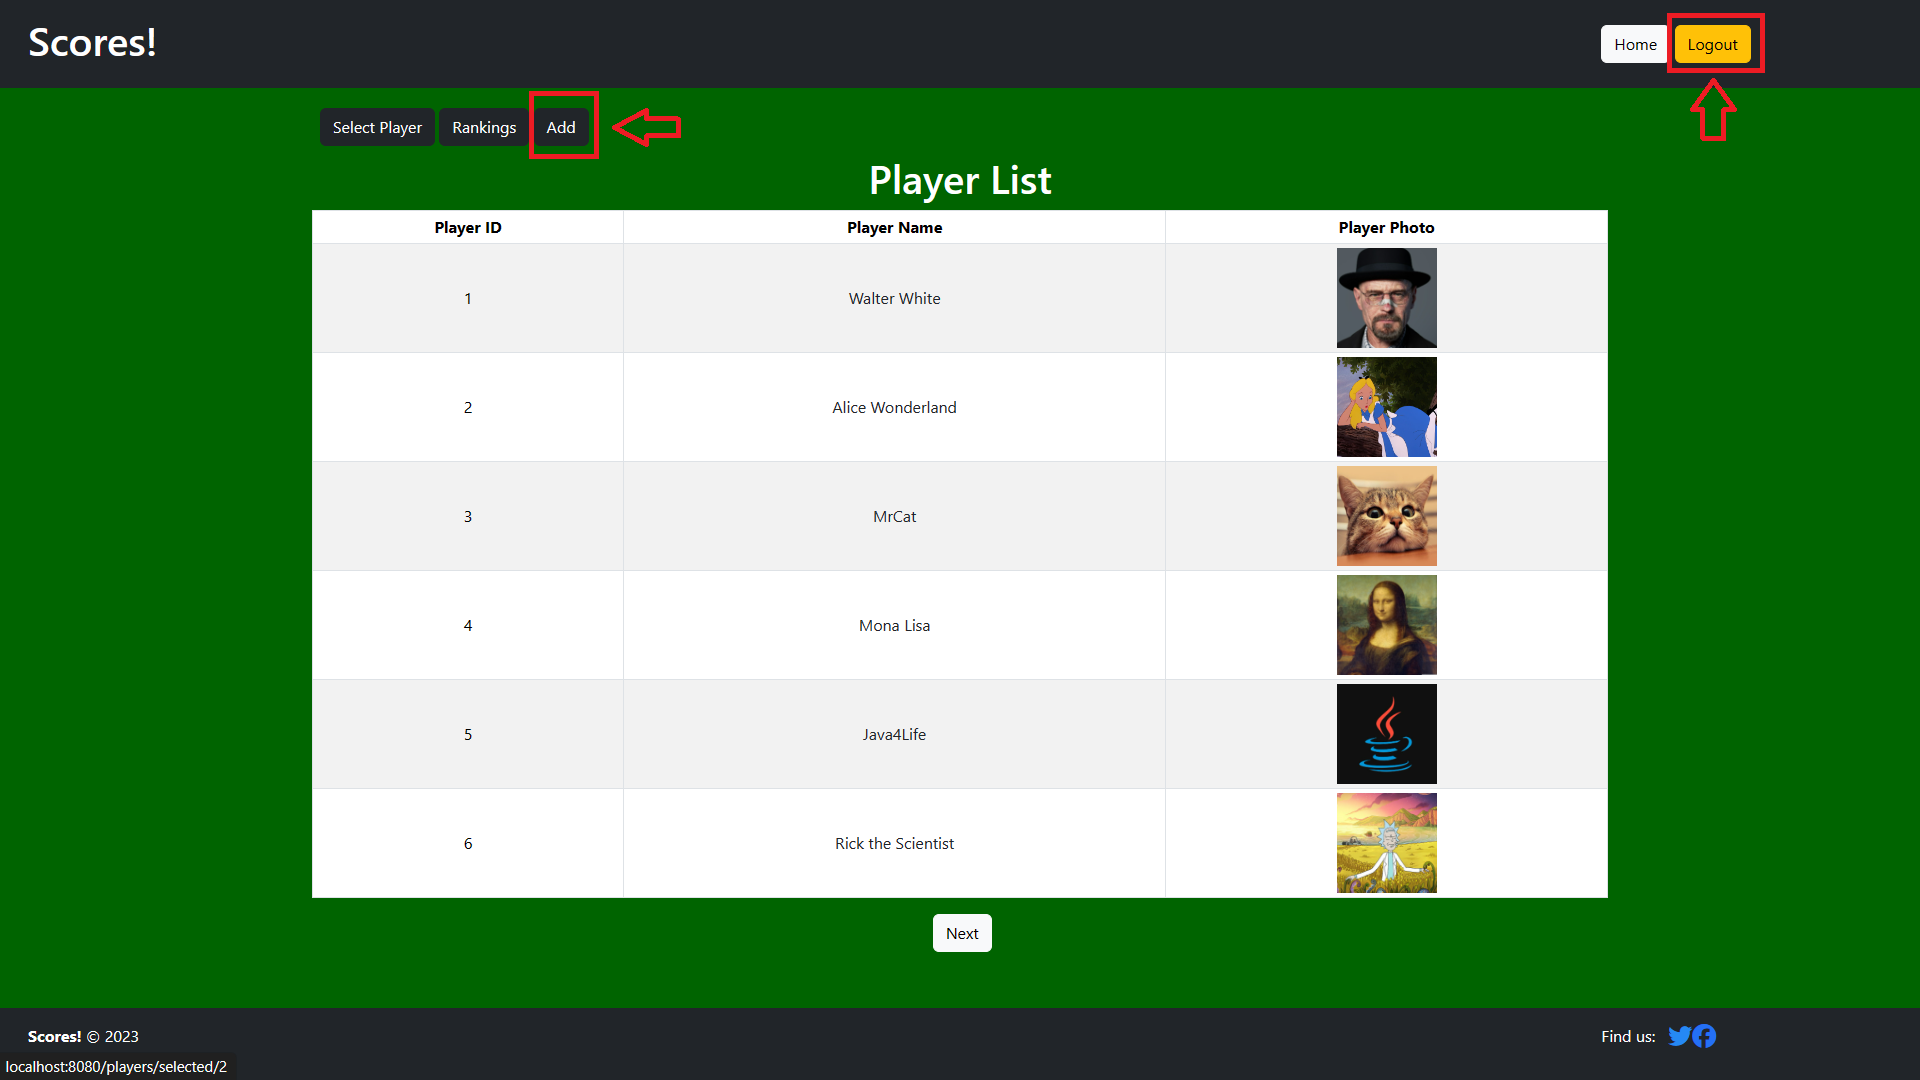 Scores!
Home Logout
Select Player Rankings Add
Player List
Player ID Player Name Player Photo
1 Walter White
2 Alice Wonderland
3 MrCat
4 Mona Lisa
5 Java4Life
6 Rick the Scientist
Next
Scores! © 2023
Find us:
localhost:8080/players/selected/2